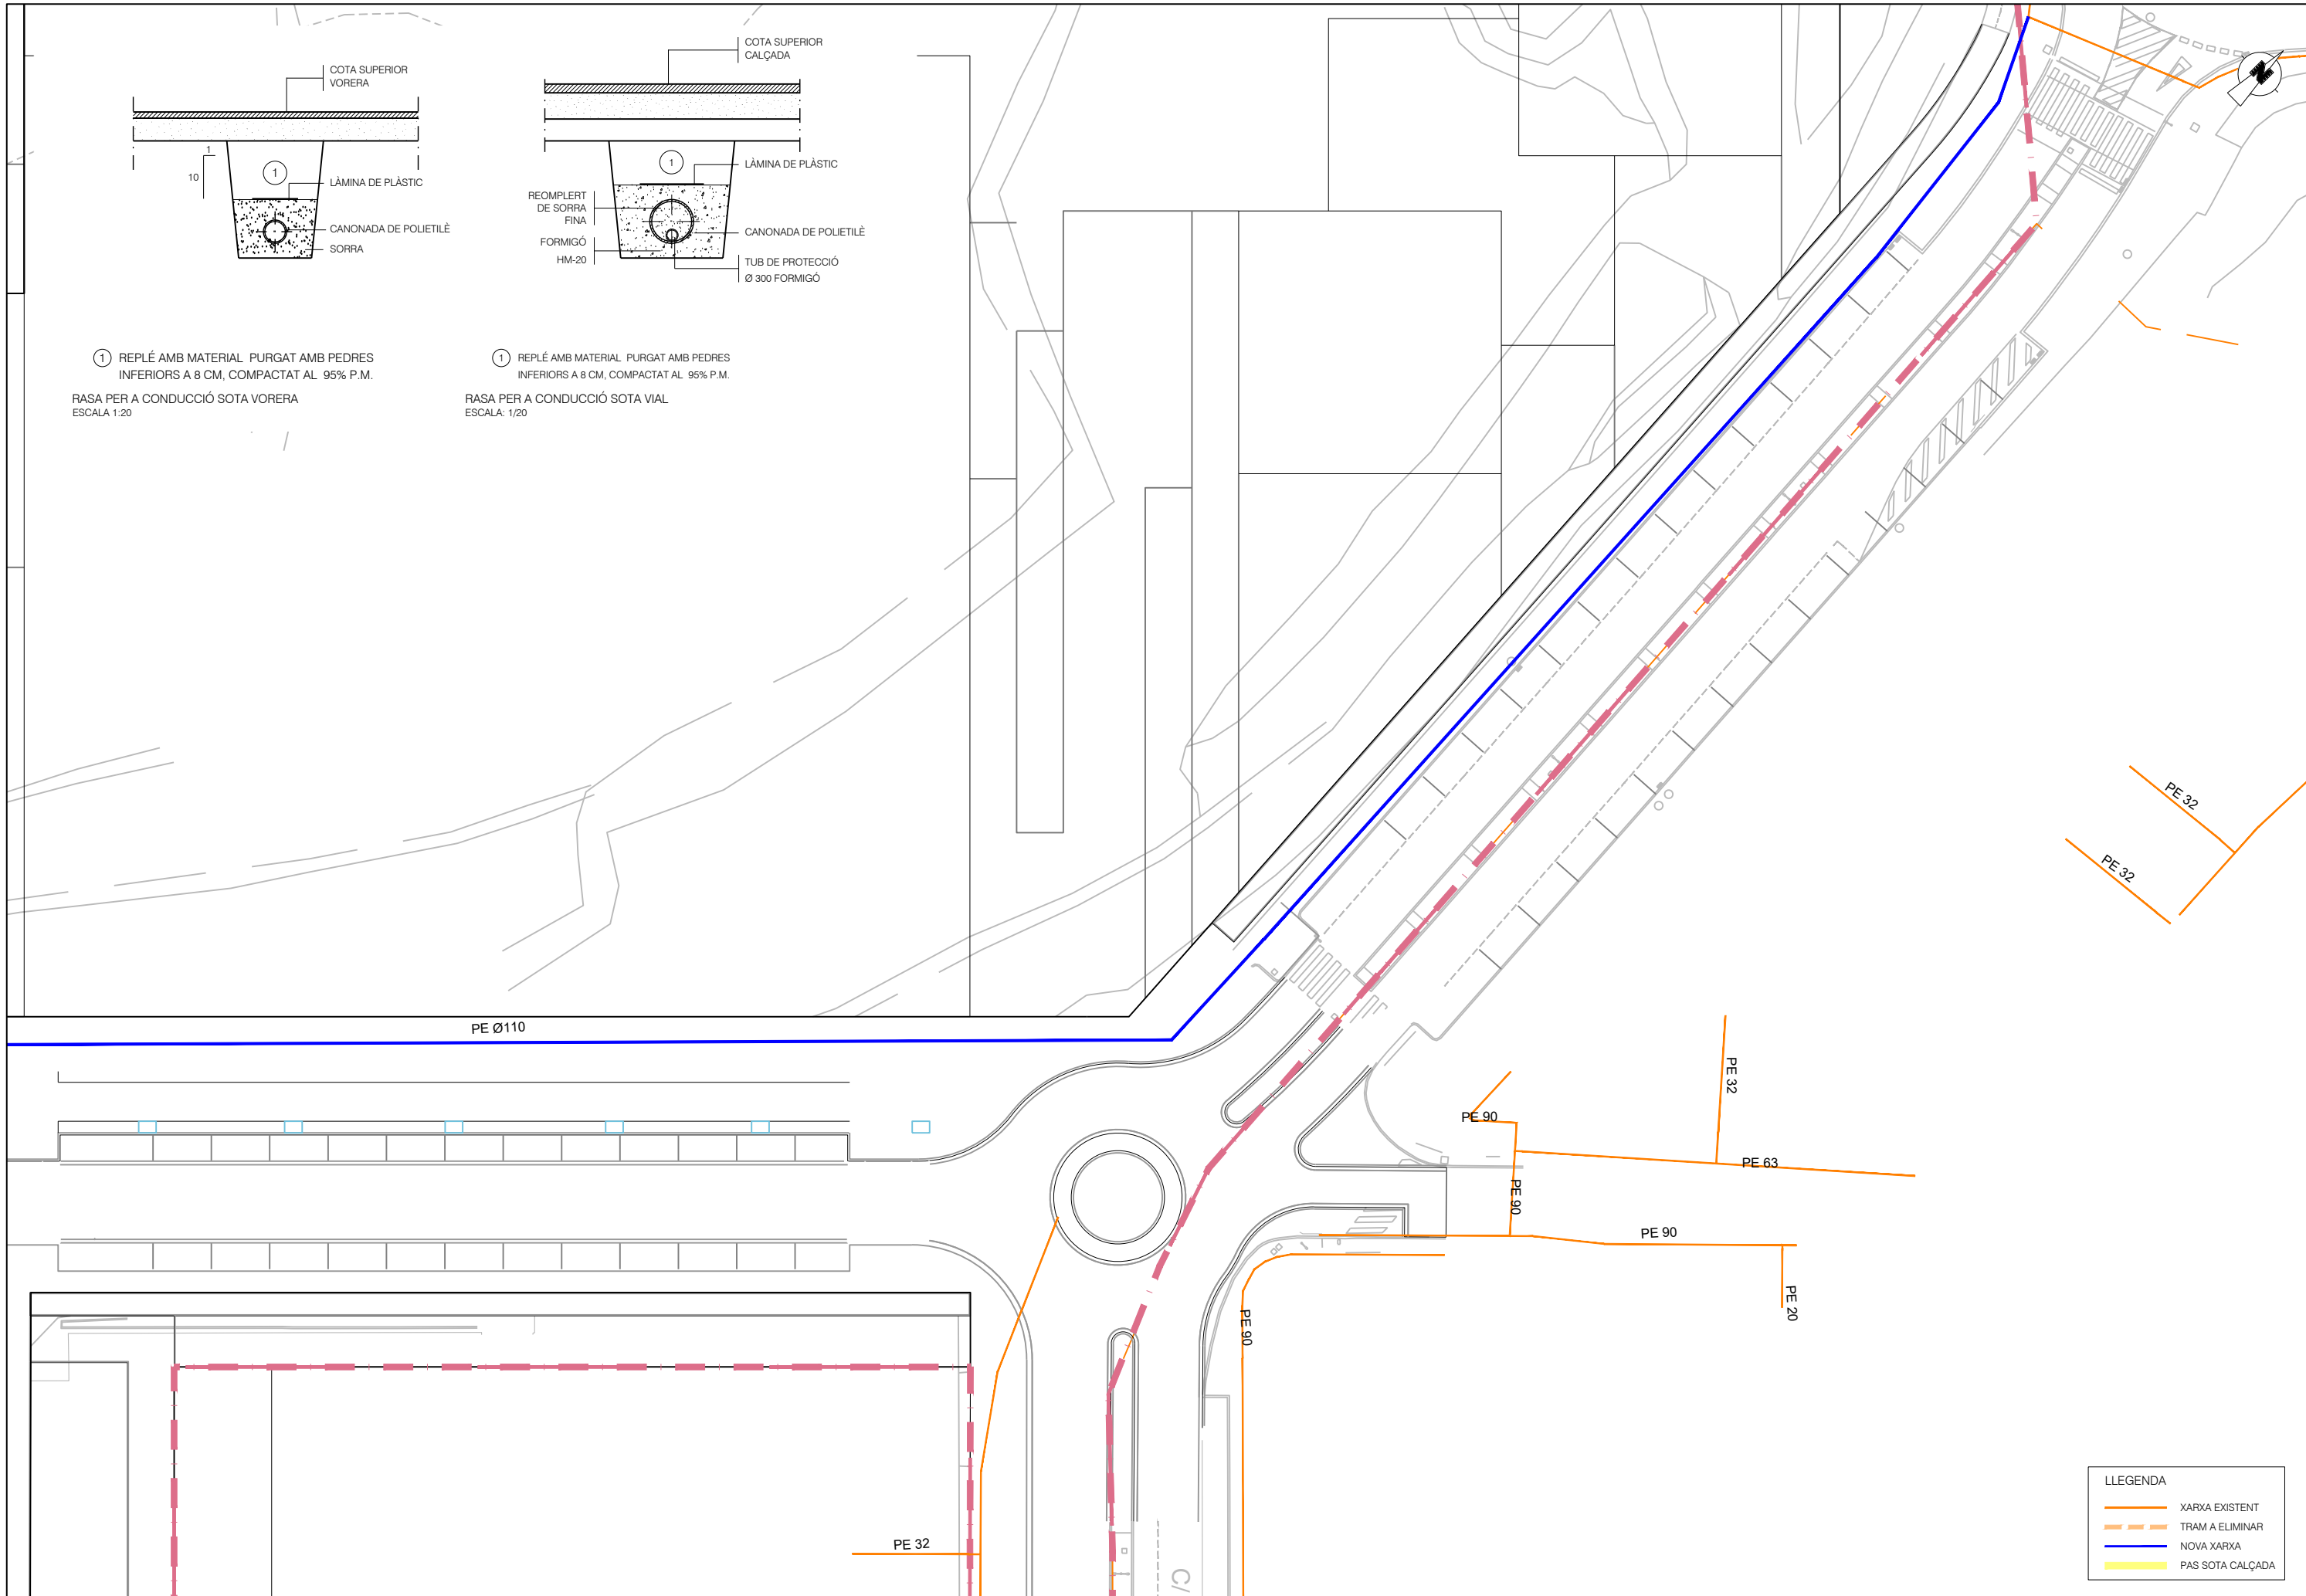 COTA SUPERIOR
VORERA
1
10
1
LÀMINA DE PLÀSTIC
CANONADA DE POLIETILÈ
SORRA
1 REPLÉ AMB MATERIAL PURGAT AMB PEDRES
INFERIORS A 8 CM, COMPACTAT AL 95% P.M.
RASA PER A CONDUCCIÓ SOTA VORERA
ESCALA 1:20
COTA SUPERIOR
CALÇADA
1
LÀMINA DE PLÀSTIC
REOMPLERT
DE SORRA
FINA
CANONADA DE POLIETILÈ
FORMIGÓ
HM-20
TUB DE PROTECCIÓ
Ø 300 FORMIGÓ
1 REPLÉ AMB MATERIAL PURGAT AMB PEDRES
INFERIORS A 8 CM, COMPACTAT AL 95% P.M.
RASA PER A CONDUCCIÓ SOTA VIAL
ESCALA: 1/20
N
PE 32
PE 32
PE Ø110
PE 32
PE 90
PE 63
PE 90
PE 90
PE 20
PE 90
PE 32
C/
LLEGENDA
XARXA EXISTENT
TRAM A ELIMINAR
NOVA XARXA
PAS SOTA CALÇADA